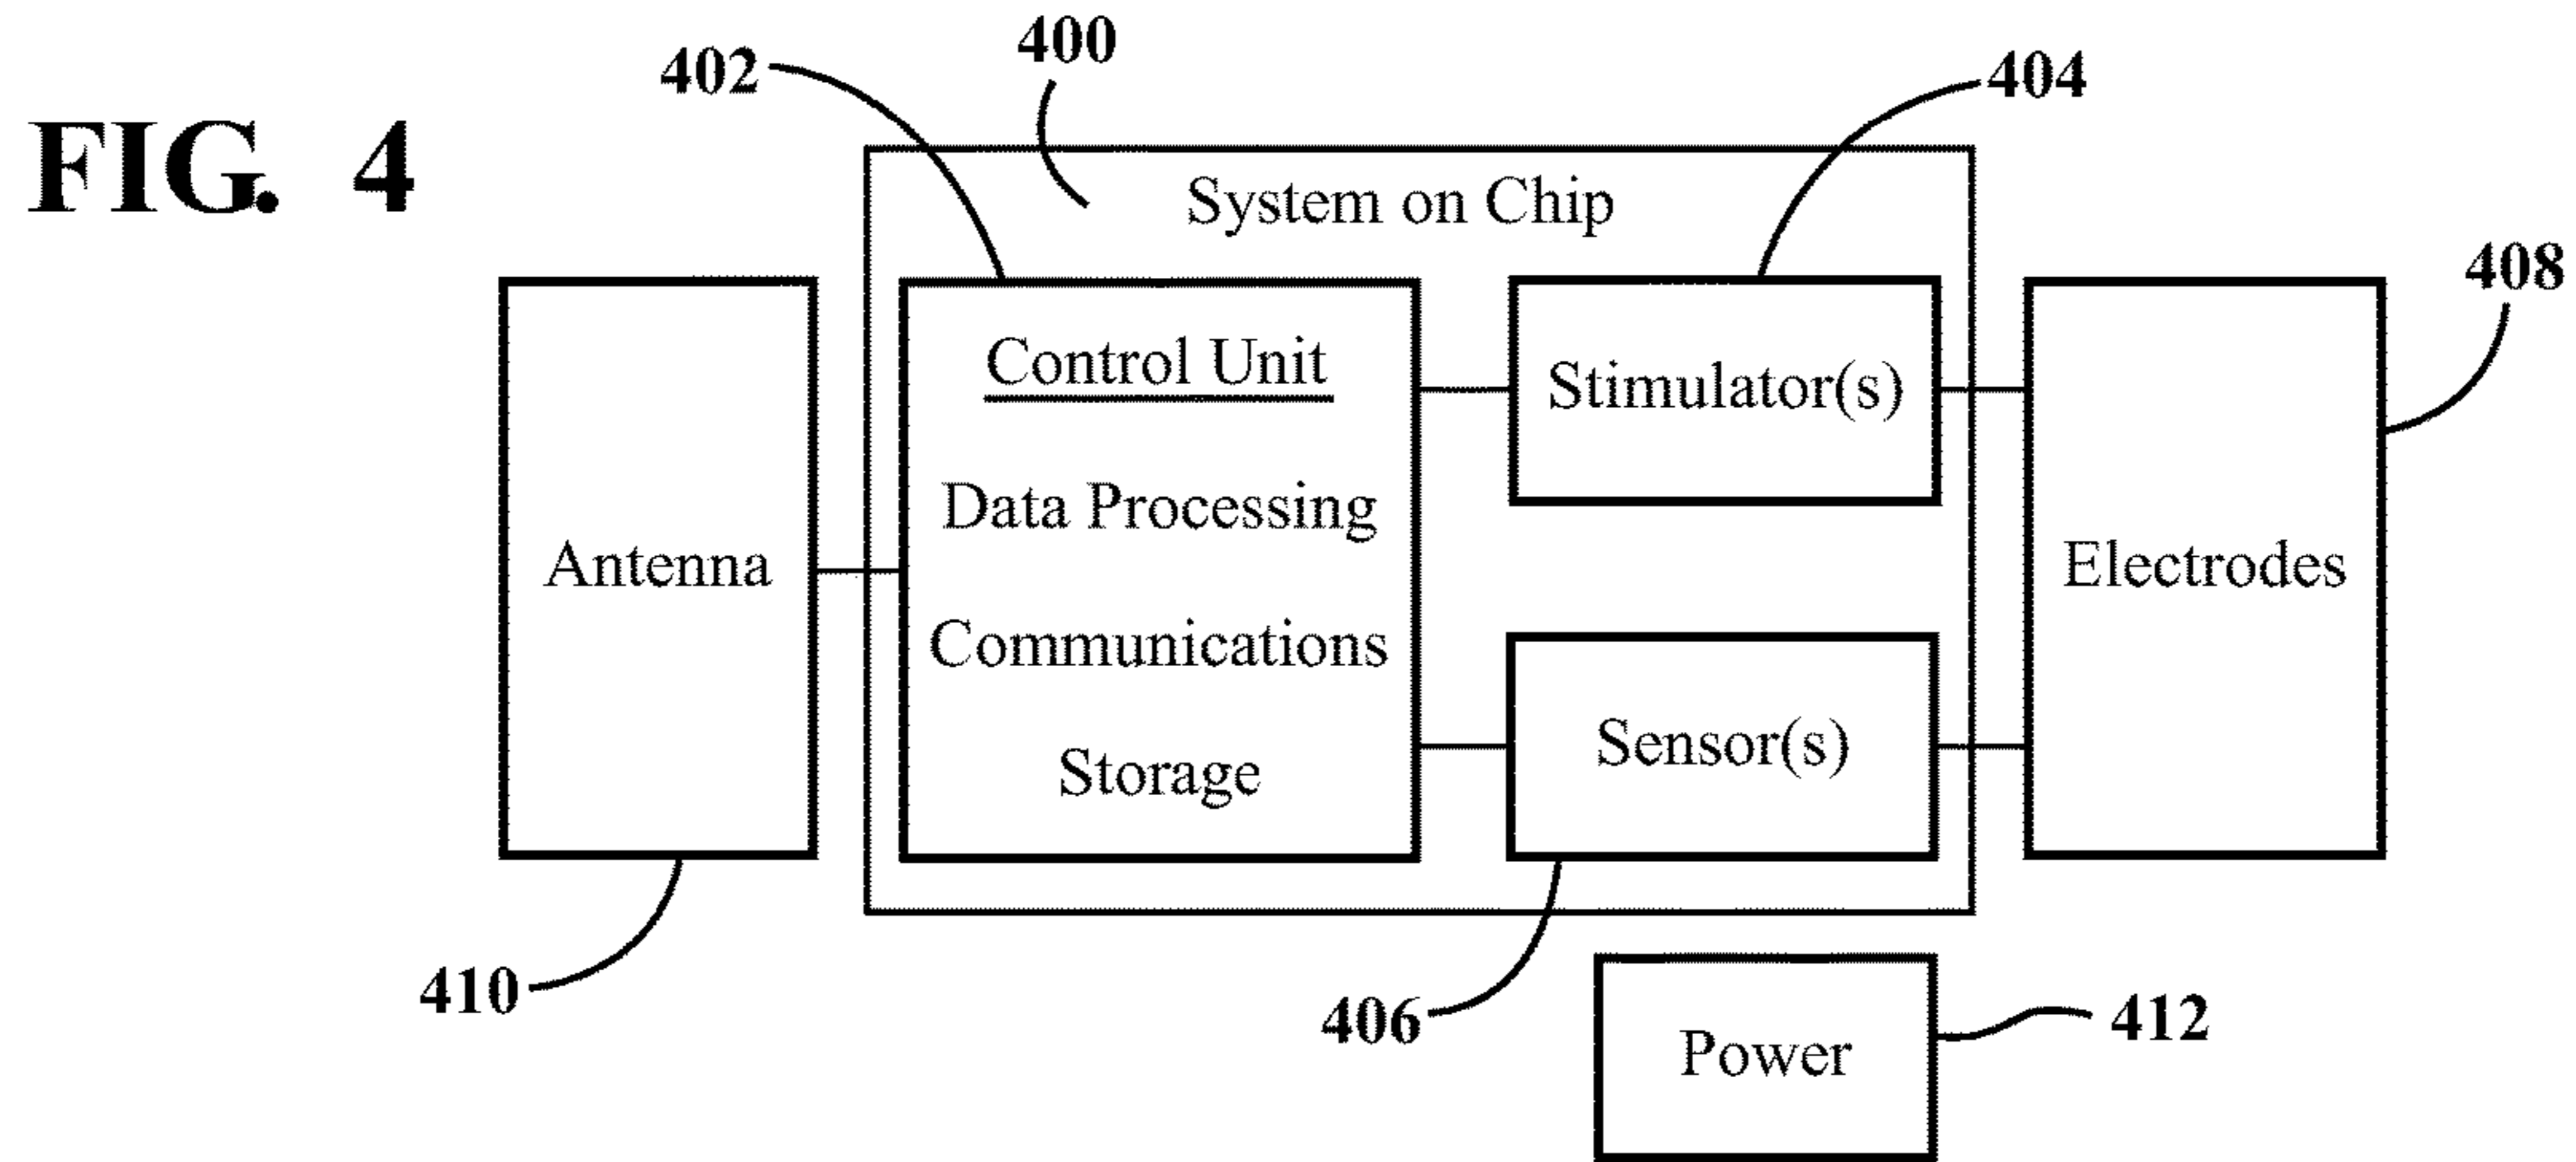 FIG. 4
400
402
404
System on Chip
408
Control Unit
Stimulator(s)
Data Processing
Antenna
Electrodes
Communications
Sensor(s)
Storage
410
406
412
Power